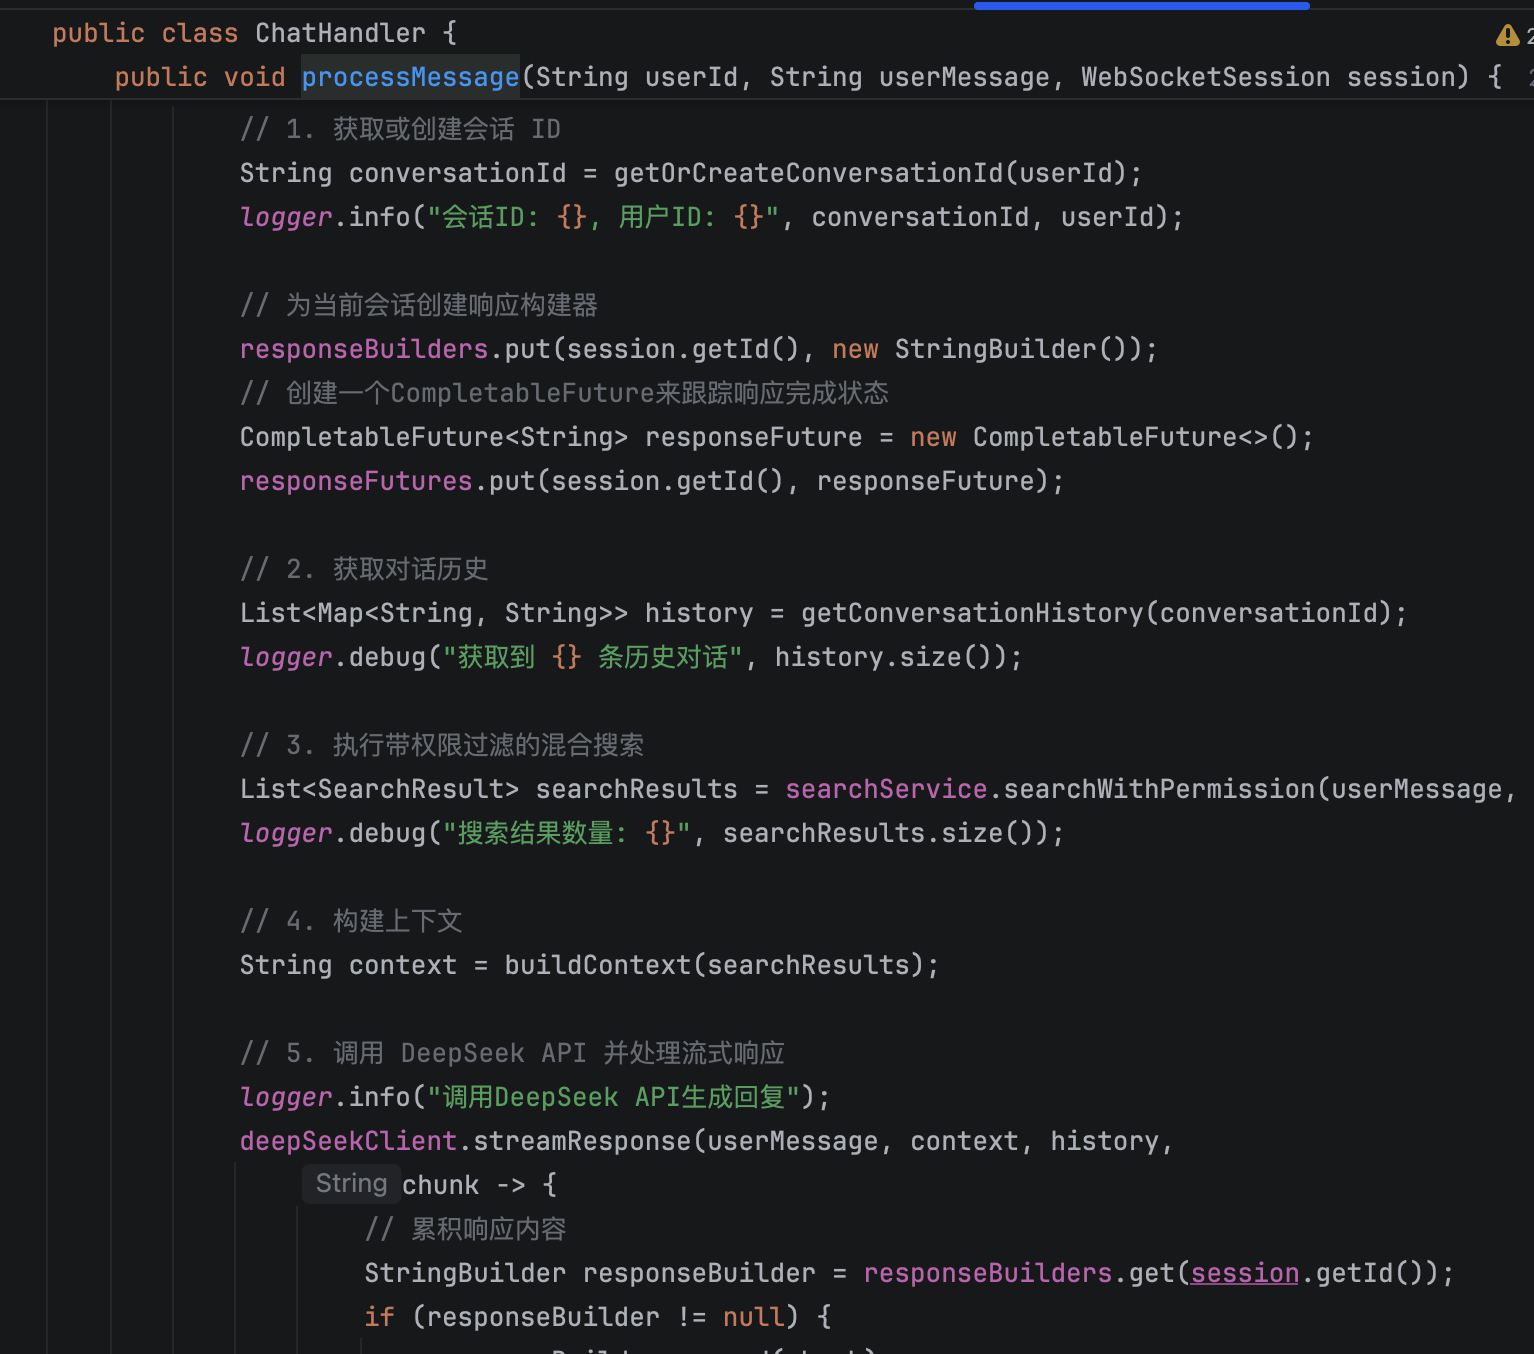 public class ChatHandler {
2
public void processMessage(String userId, String userMessage, WebSocketSession session) {
// 1. 获取或创建会话 ID
String conversationId = getOrCreateConversationId(userId);
logger.info("会话ID: {}, 用户ID: {}", conversationId, userId);
// 为当前会话创建响应构建器
responseBuilders.put(session.getId(), new StringBuilder());
// 创建一个CompletableFuture来跟踪响应完成状态
CompletableFuture<String> responseFuture = new CompletableFuture<>();
responseFutures.put(session.getId(), responseFuture);
// 2. 获取对话历史
List<Map<String, String>> history = getConversationHistory(conversationId);
logger.debug("获取到 {} 条历史对话", history.size());
// 3. 执行带权限过滤的混合搜索
List<SearchResult> searchResults = searchService.searchWithPermission(userMessage,
logger.debug("搜索结果数量: {}", searchResults.size());
// 4. 构建上下文
String context = buildContext(searchResults);
// 5. 调用 DeepSeek API 并处理流式响应
logger.info("调用DeepSeek API生成回复");
deepSeekClient.streamResponse(userMessage, context, history,
String chunk -> {
// 累积响应内容
StringBuilder responseBuilder = responseBuilders.get(session.getId());
if (responseBuilder != null) {